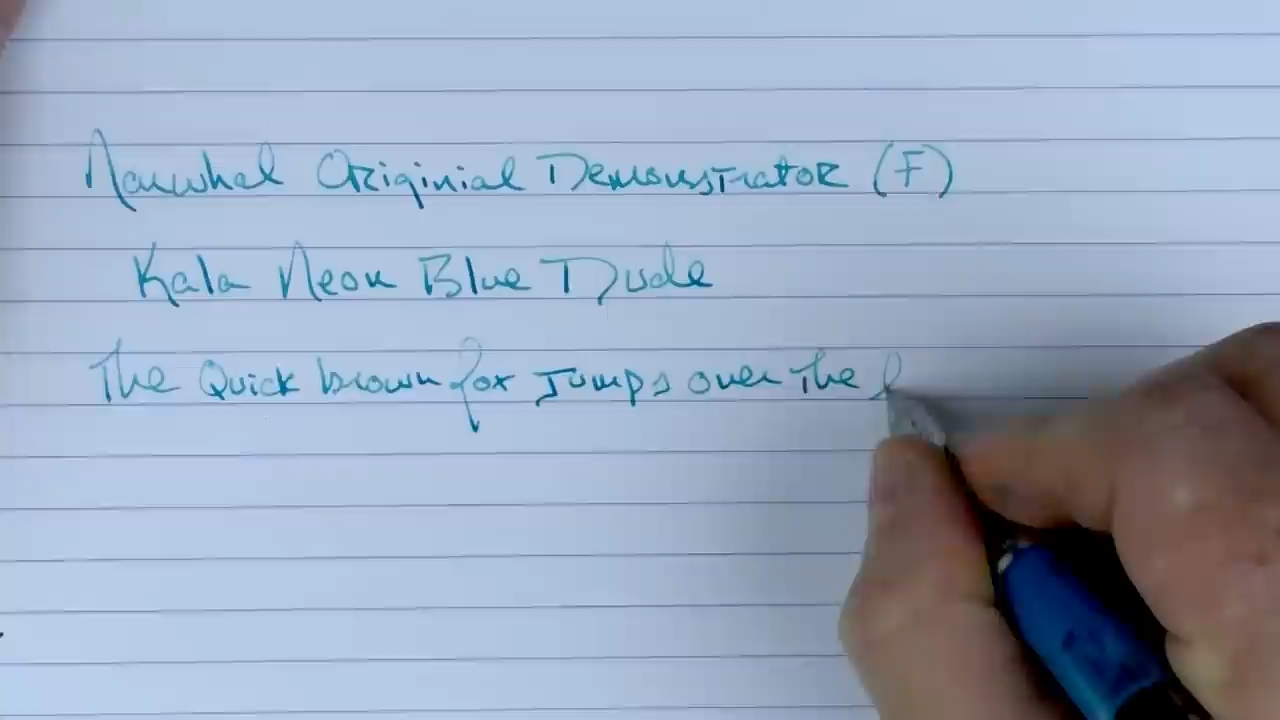 Narwhal Originial Demonstrator (F)
Kala Neon Blue Dude
The Quick brown fox Jumps over The l